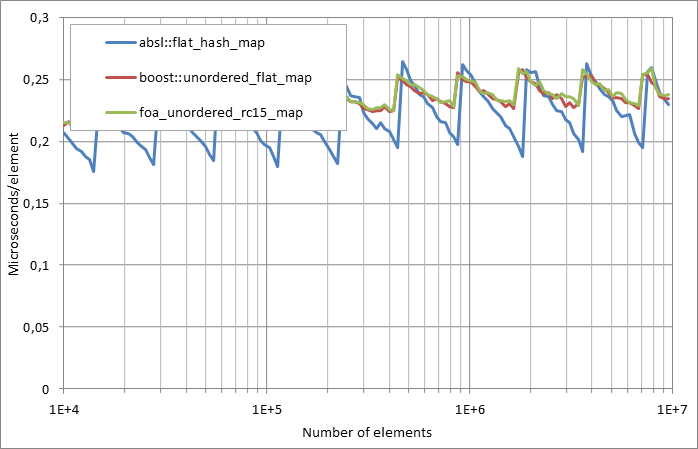 0,3
0,25
0,2
0,15
0,1
0,05
0
Microseconds/element
absl::flat_hash_map
boost::unordered_flat_map
foa_unordered_rc15_map
1E+4 1E+5 1E+6 1E+7
Number of elements